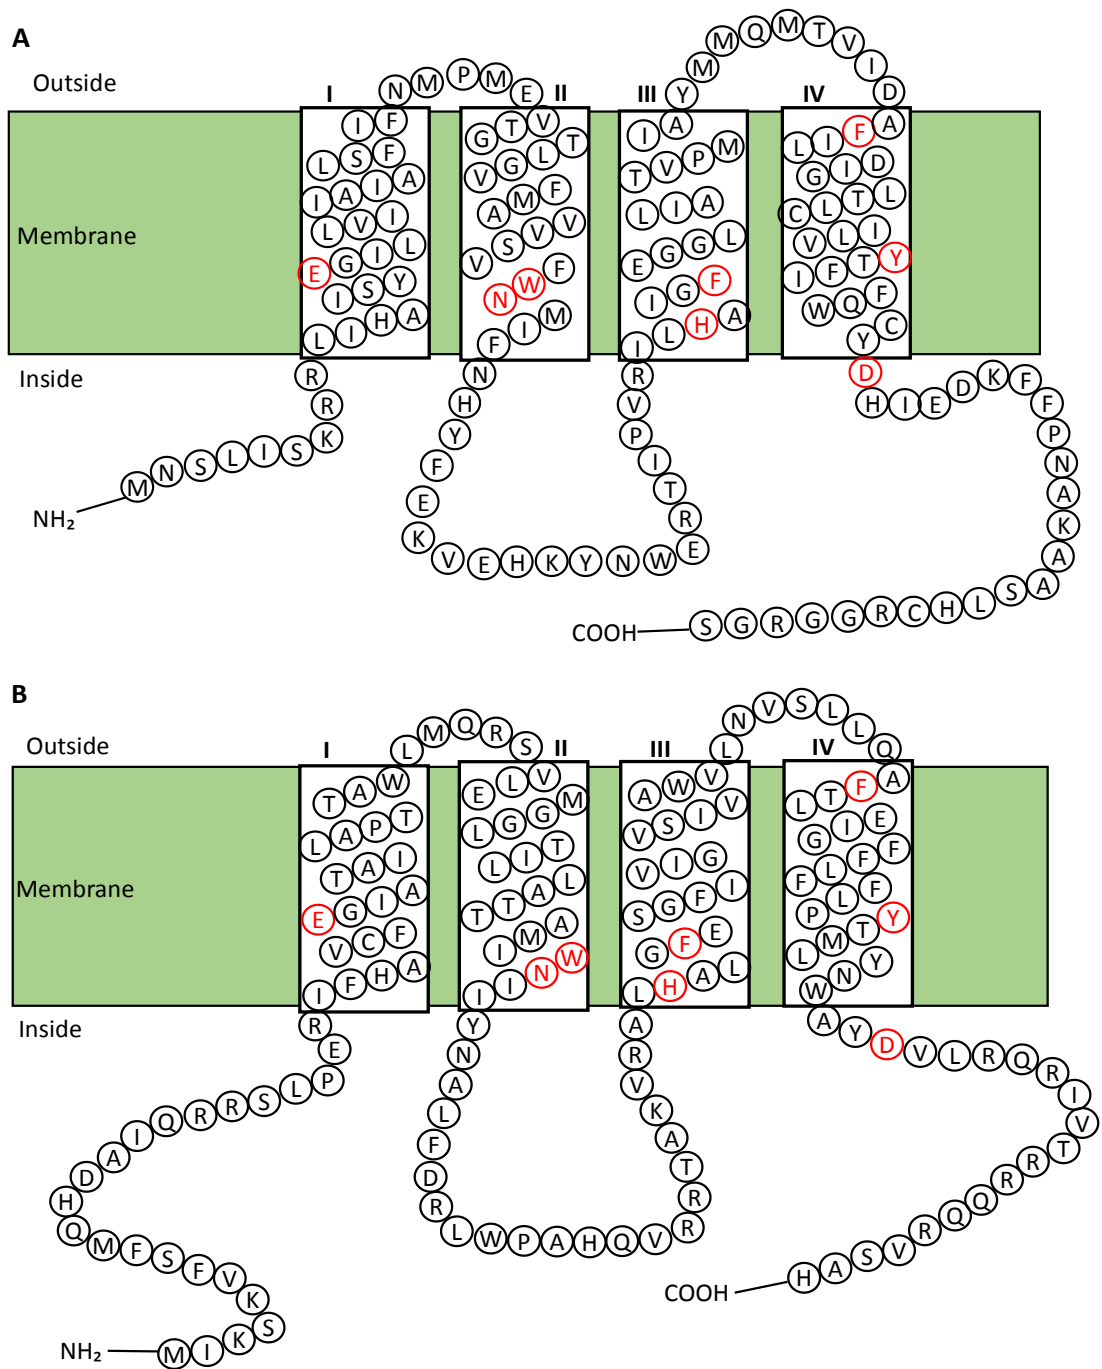 A
Outside
I
II
III
IV
N M P M E
Y M M Q M T V I D
Membrane
I F
L S F
I A I A
L V I
E G I L
I S Y
L I H A
G T V
V G L T
A M F
V S V V
N W F
F I M
I A
T V P M
L I A
E G G L
I G F
I L H A
L I F A
G I D
C L T L
V L I
I F T Y
W Q F
Y C
Inside
NH₂
M N S L I S K R R
N H Y F E K V E H K Y N W E R T I P V R
D H I E D K F F P N A K A A
COOH
S G R G G R C H L S
B
Outside
I
II
III
IV
L M Q R S
L N V S L L Q
Membrane
T A W
L A P T
T A I
E G I A
V C F
I F H A
E L V
L G G M
L I T
T T A L
I M A
I I N W
A W V
V S I V
V I G
S G F I
G F E
L H A L
L T F A
G I E
F L F F
P L F
L M T Y
W N Y
Inside
R E P L S R R Q I A D H Q M F S F V K S K I M
NH₂
Y N A L F D R L W P A H Q V R R T A K V R A
A Y D V L R Q R I V T R R Q Q R V S A H
COOH